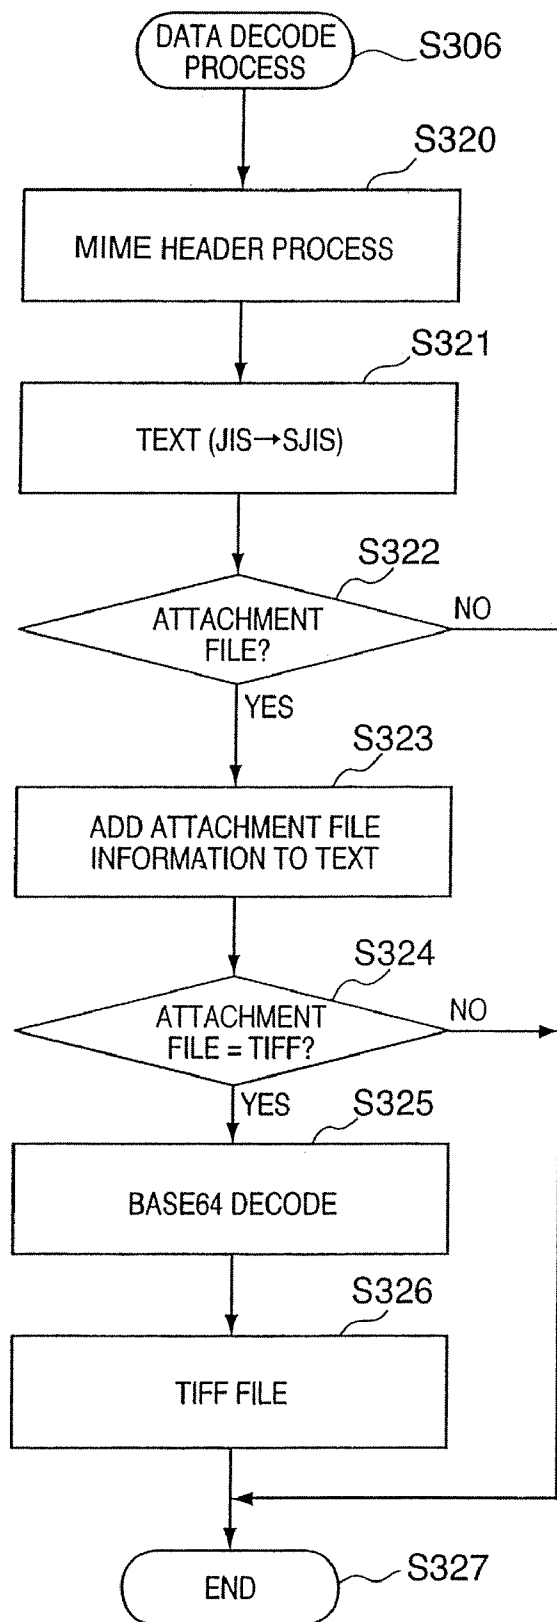 DATA DECODE
PROCESS
S306
S320
MIME HEADER PROCESS
S321
TEXT (JIS→SJIS)
S322
ATTACHMENT
FILE?
NO
YES
S323
ADD ATTACHMENT FILE
INFORMATION TO TEXT
S324
ATTACHMENT
FILE = TIFF?
NO
YES
S325
BASE64 DECODE
S326
TIFF FILE
END
S327